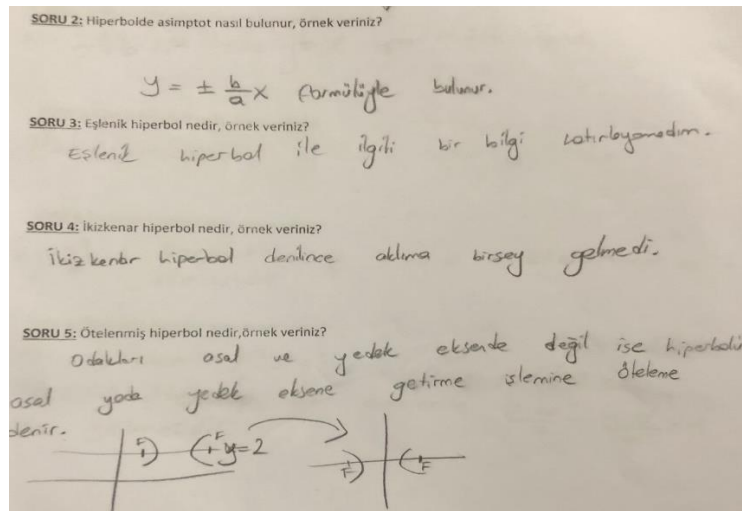 SORU 2: Hiperbolde asimptot nasıl bulunur, örnek veriniz?
y = ± b/a x formülüyle bulunur.
SORU 3: Eşlenik hiperbol nedir, örnek veriniz?
Eşlenik hiperbol ile ilgili bir bilgi hatırlayamadım.
SORU 4: İkizkenar hiperbol nedir, örnek veriniz?
İkizkenar hiperbol denilince aklıma birşey gelmedi.
SORU 5: Ötelenmiş hiperbol nedir,örnek veriniz?
Odakları asal ve yedek eksende değil ise hiperbolü
asal yada yedek eksene getirme işlemine öteleme
denir.
F F y=2
F F